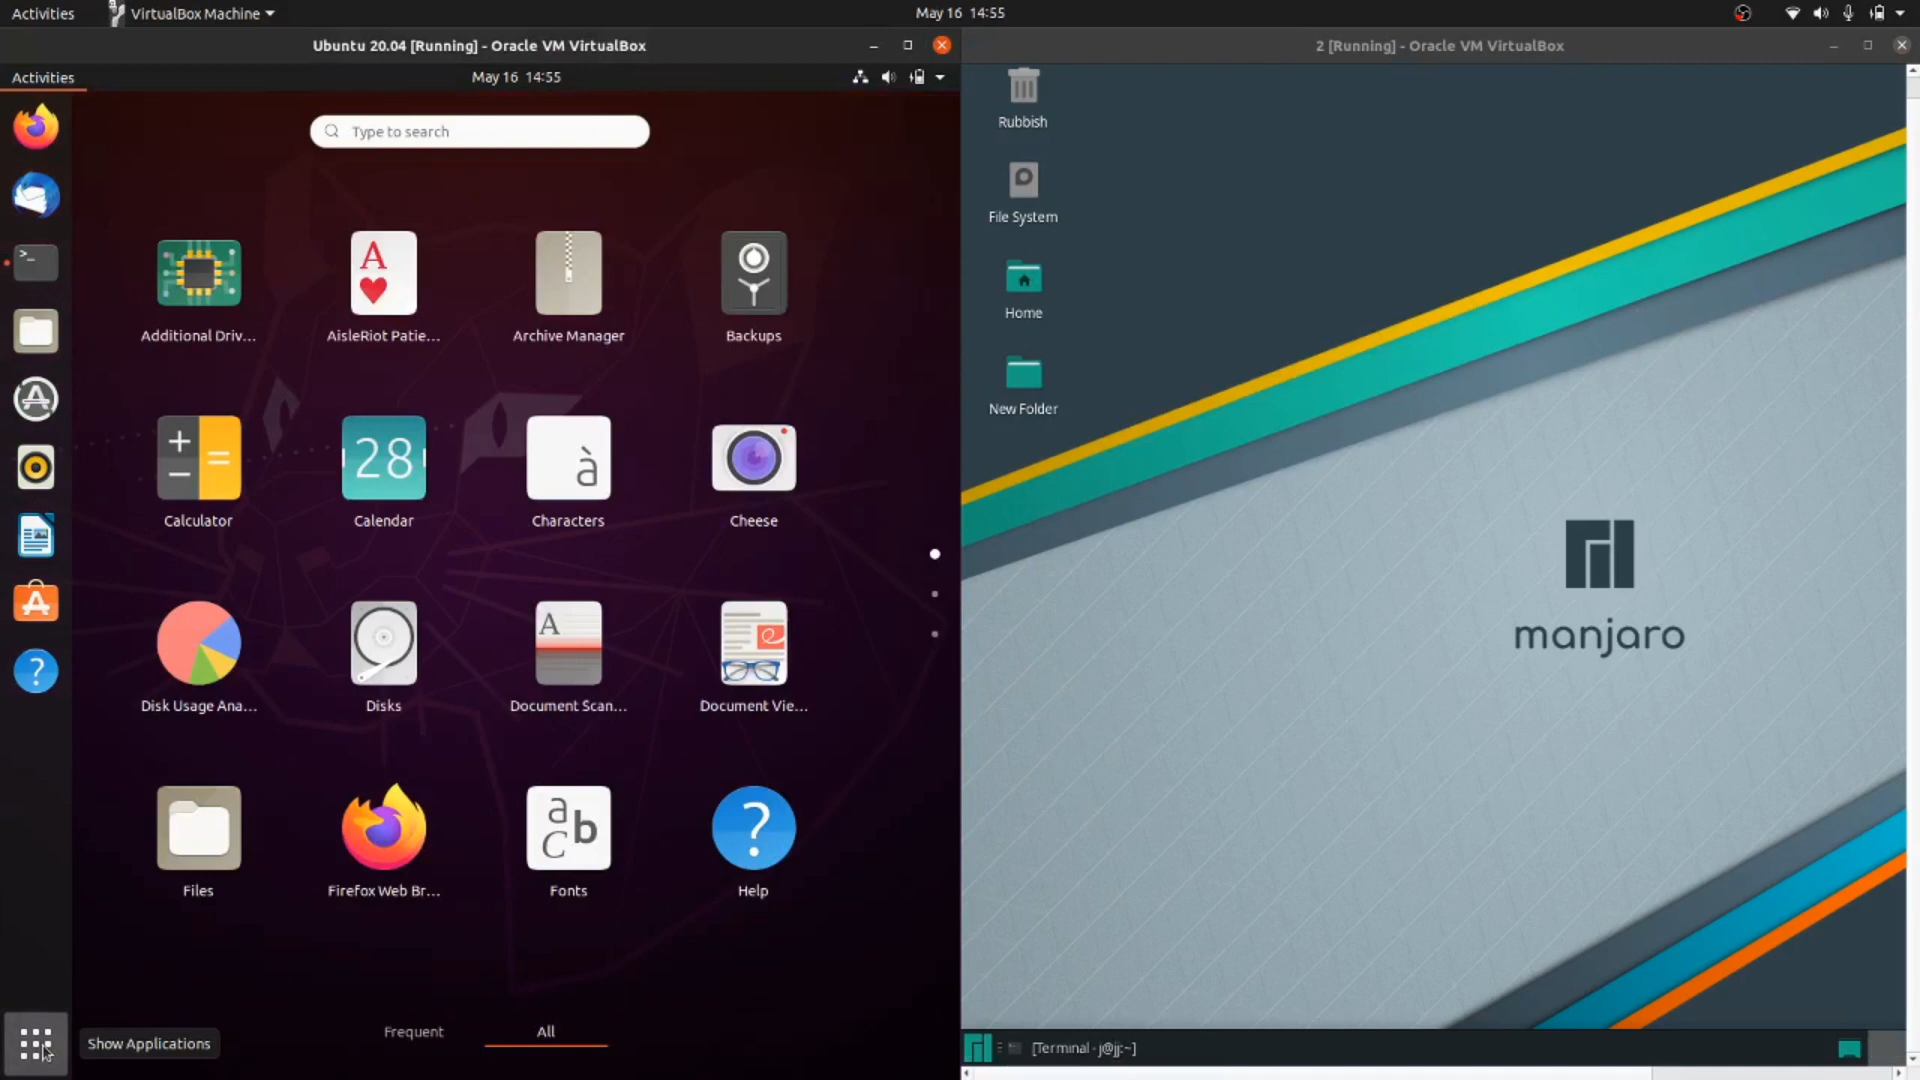 Activities
VirtualBox Machine
May 16 14:55
Ubuntu 20.04 [Running] - Oracle VM VirtualBox
2 [Running] - Oracle VM VirtualBox
Activities
May 16 14:55
Type to search
Additional Driv...
AisleRiot Patie...
Archive Manager
Backups
Calculator
28
Calendar
à
Characters
Cheese
Disk Usage Ana...
Disks
A
Document Scan...
Document Vie...
Files
Firefox Web Br...
a b c
Fonts
?
Help
Frequent
All
Show Applications
Rubbish
File System
Home
New Folder
manjaro
[Terminal - j@jj:~]